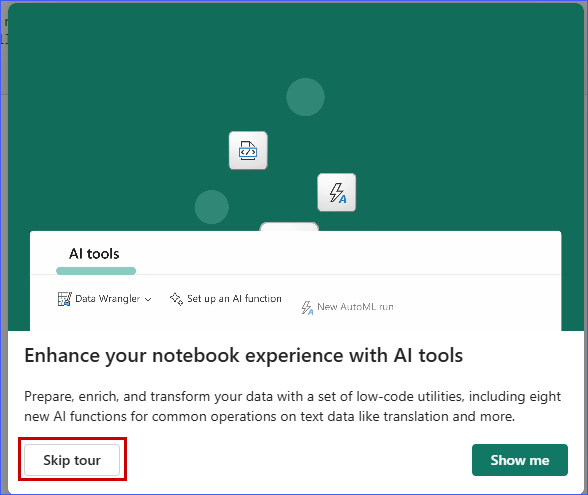 AI tools
Data Wrangler Set up an AI function New AutoML run
Enhance your notebook experience with AI tools
Prepare, enrich, and transform your data with a set of low-code utilities, including eight
new AI functions for common operations on text data like translation and more.
Skip tour Show me